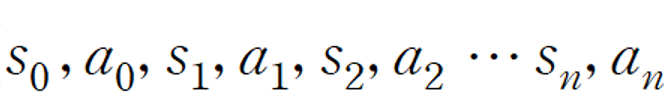 s₀, a₀, s₁, a₁, s₂, a₂ ⋯ sₙ, aₙ